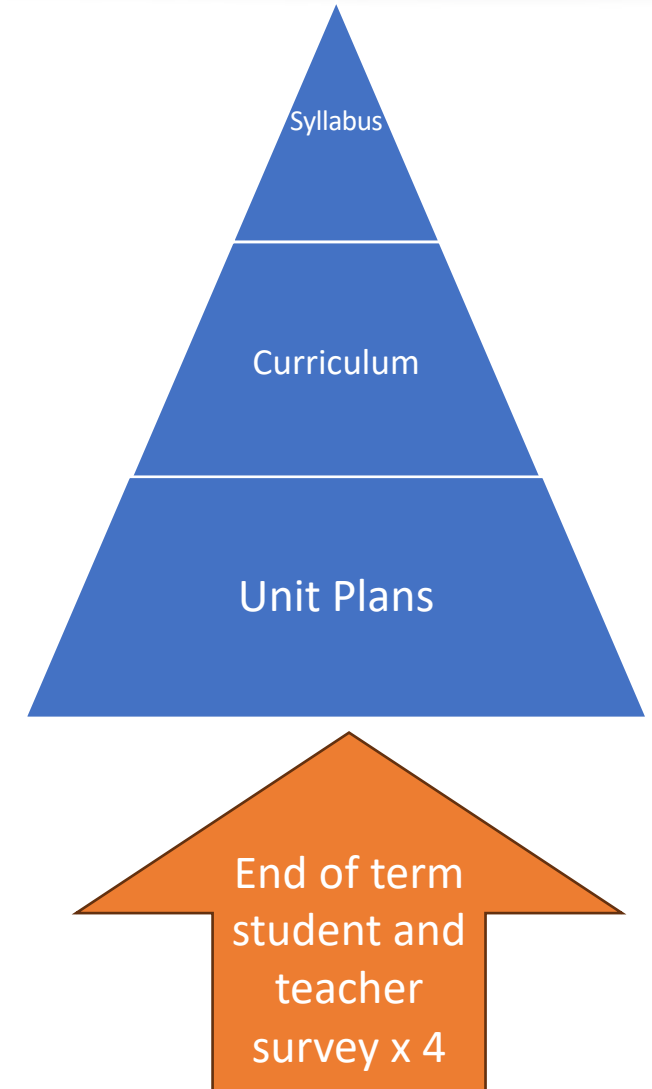 Syllabus
Curriculum
Unit Plans
End of term
student and
teacher
survey x 4